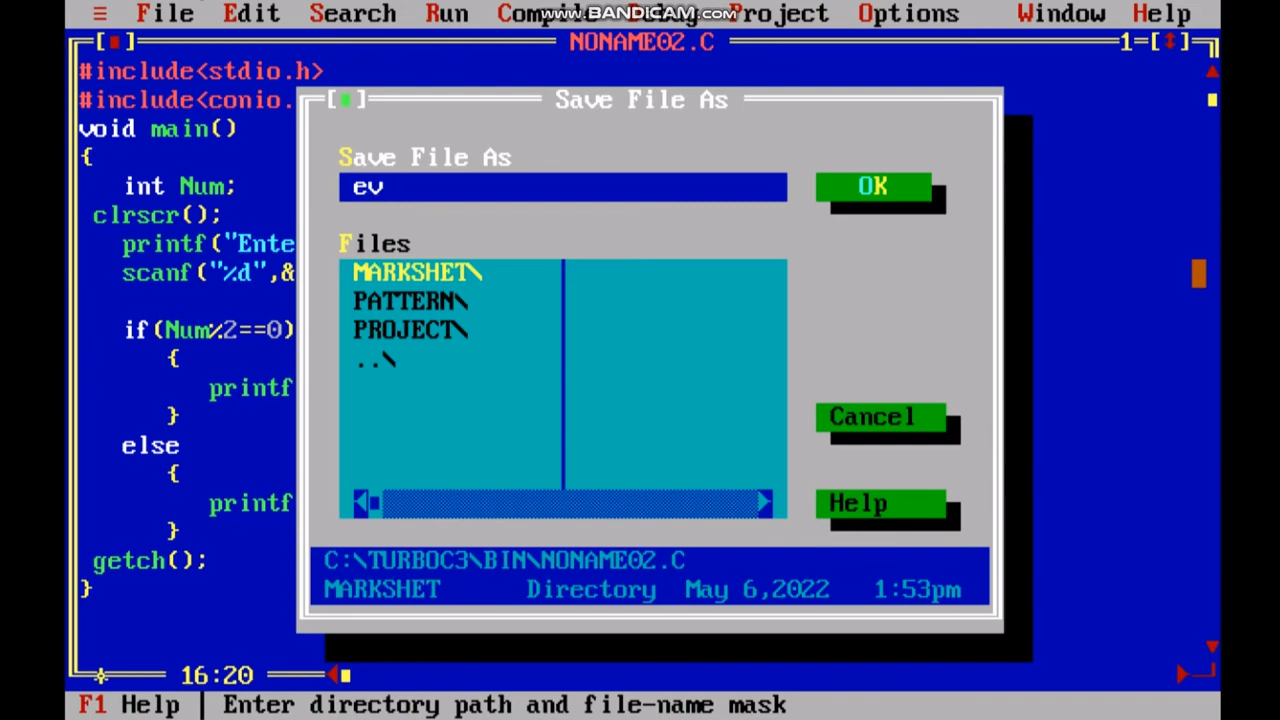 ≡ File Edit Search Run Compile Debug Project Options Window Help
www.BANDICAM.com
NONAME02.C
1
#include<stdio.h>
#include<conio.
void main()
{
int Num;
clrscr();
printf("Ente
scanf("%d",&
if(Num%2==0)
{
printf
}
else
{
printf
}
getch();
}
16:20
Save File As
Save File As
ev
OK
Files
MARKSHET\
PATTERN\
PROJECT\
..\
Cancel
Help
C:\TURBOC3\BIN\NONAME02.C
MARKSHET Directory May 6,2022 1:53pm
F1 Help | Enter directory path and file-name mask